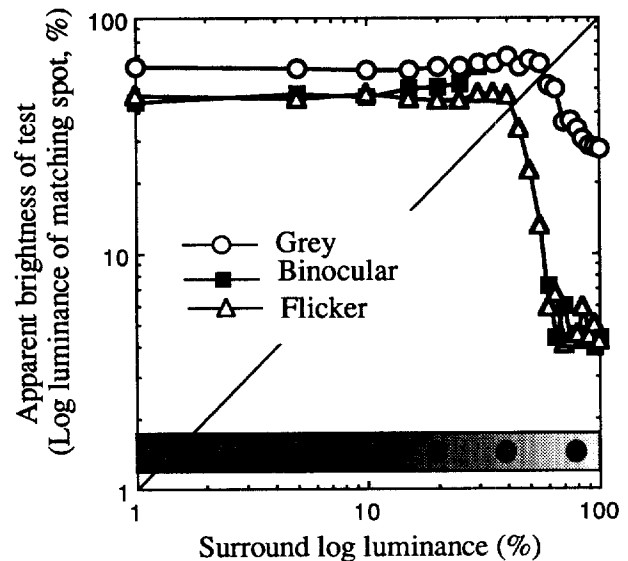 Apparent brightness of test
(Log luminance of matching spot, %)
100
10
1
Grey
Binocular
Flicker
1
10
100
Surround log luminance (%)